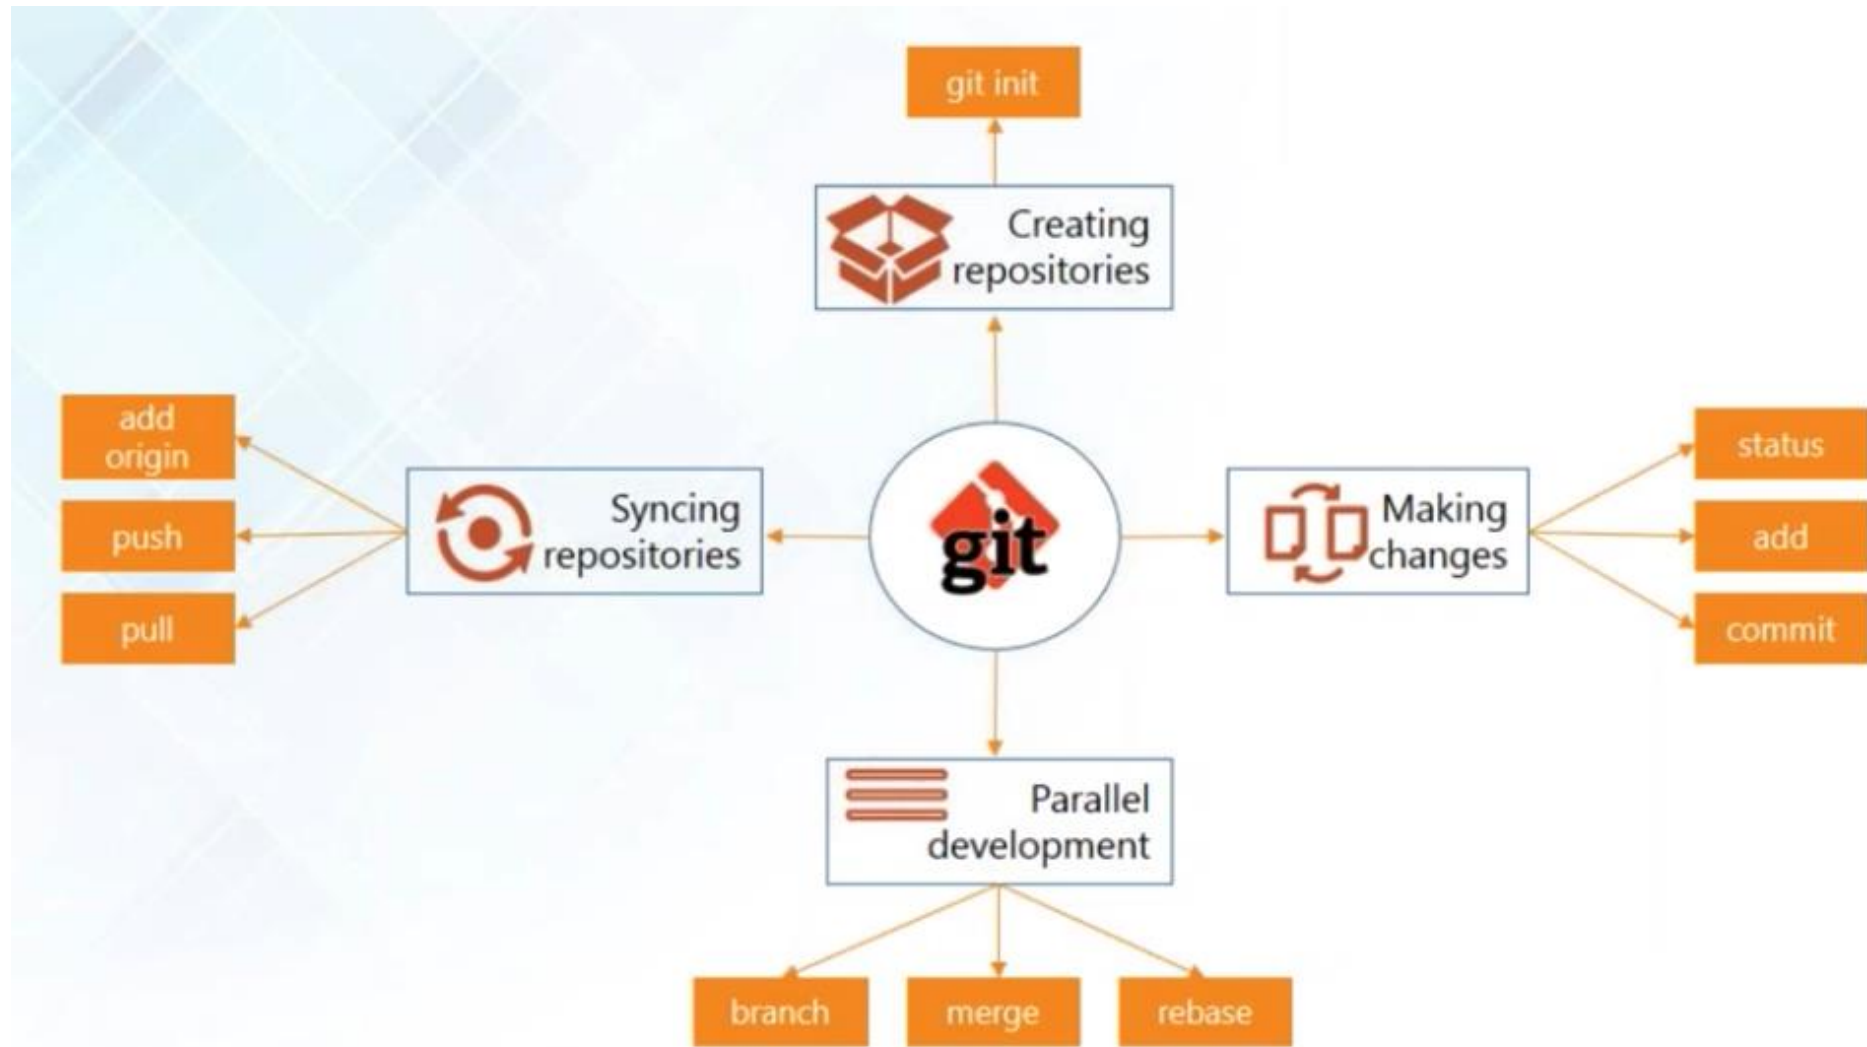 git init
Creating
repositories
add
origin
push
pull
Syncing
repositories
git
Making
changes
status
add
commit
Parallel
development
branch
merge
rebase